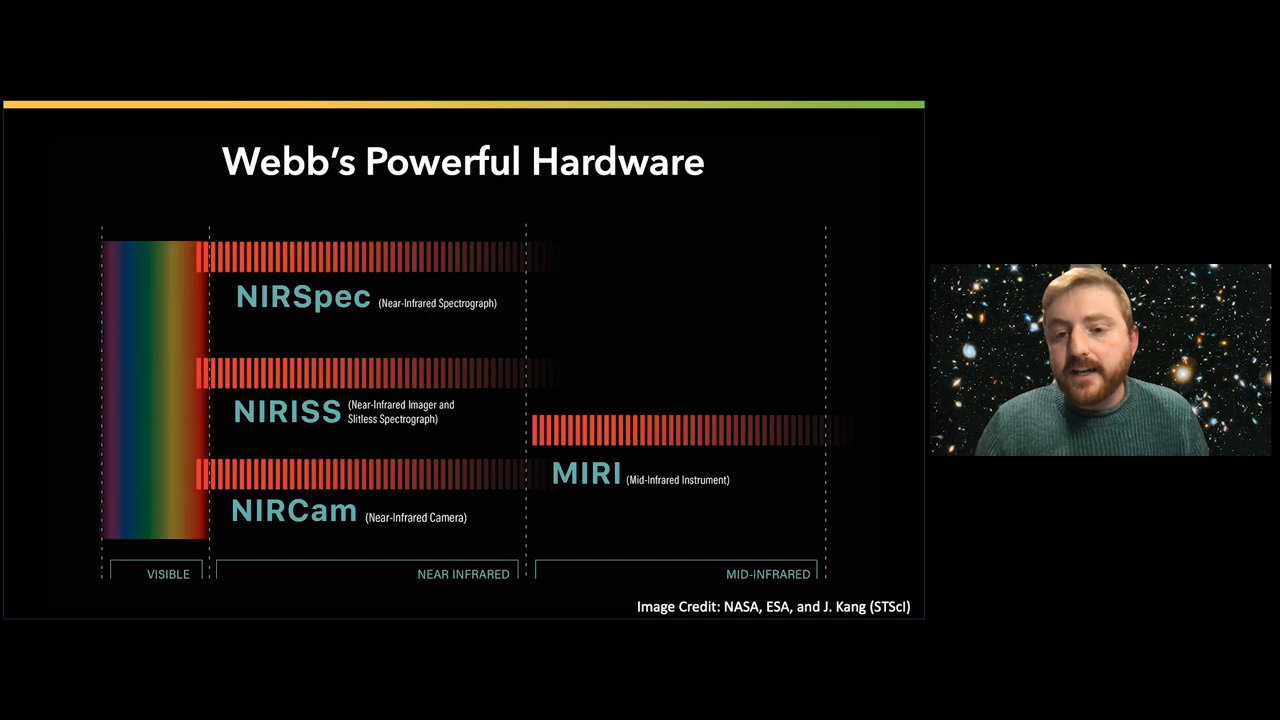 Webb’s Powerful Hardware
NIRSpec (Near-Infrared Spectrograph)
NIRISS (Near-Infrared Imager and
Slitless Spectrograph)
MIRI (Mid-Infrared Instrument)
NIRCam (Near-Infrared Camera)
VISIBLE
NEAR INFRARED
MID-INFRARED
Image Credit: NASA, ESA, and J. Kang (STScI)